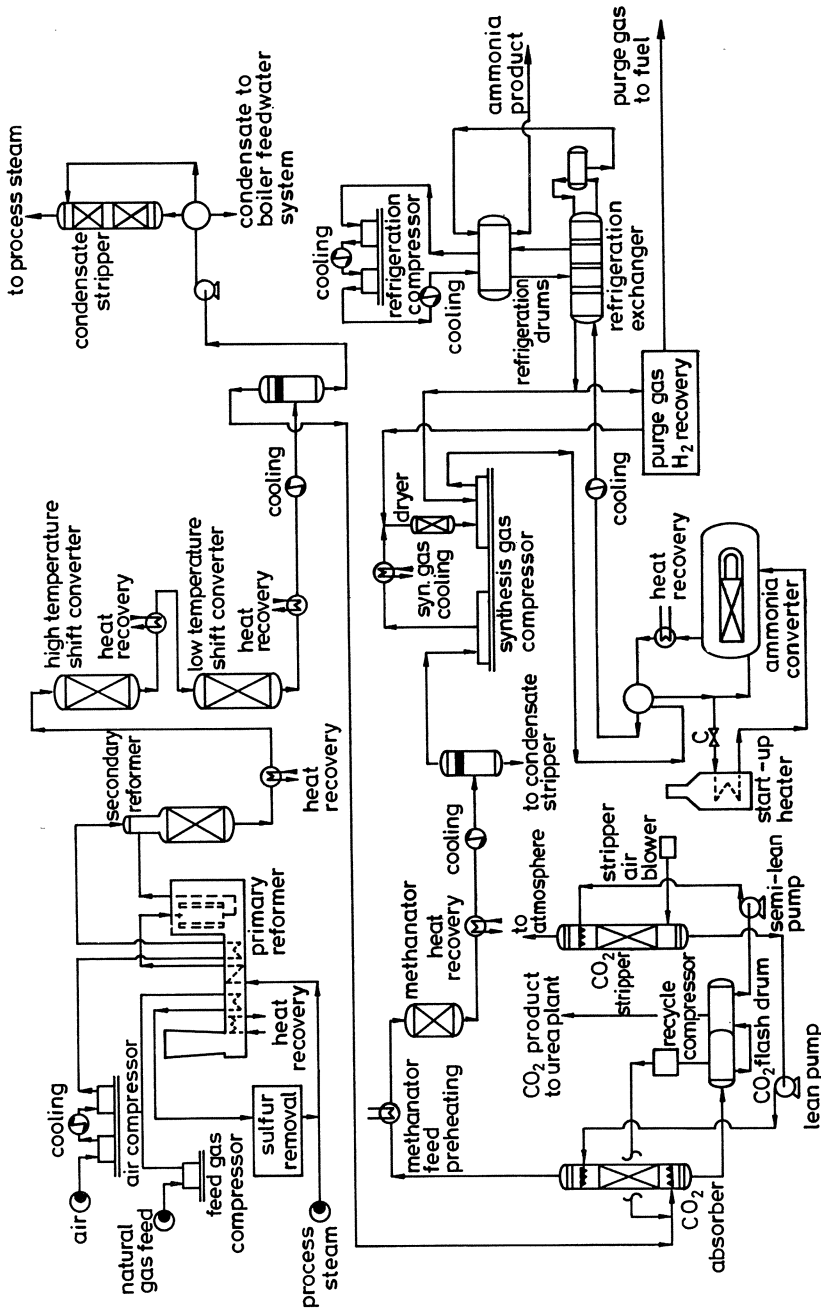 air
cooling
air compressor
natural
gas feed
feed gas
compressor
process
steam
sulfur
removal
heat
recovery
primary
reformer
secondary
reformer
heat recovery
high temperature
shift converter
heat
recovery
low temperature
shift converter
heat
recovery
cooling
to process steam
condensate
stripper
condensate to
boiler feedwater
system
methanator
feed
preheating
methanator
heat
recovery
cooling
to condensate
stripper
syn. gas
cooling
dryer
synthesis gas
compressor
cooling
refrigeration
compressor
cooling
refrigeration
drums
ammonia
product
refrigeration
exchanger
purge gas
H2 recovery
purge gas
to fuel
cooling
heat
recovery
ammonia
converter
C
start-up
heater
CO2
absorber
CO2 product
to urea plant
recycle
compressor
CO2 flash drum
lean pump
to
atmosphere
CO2
stripper
stripper
air
blower
semi-lean
pump